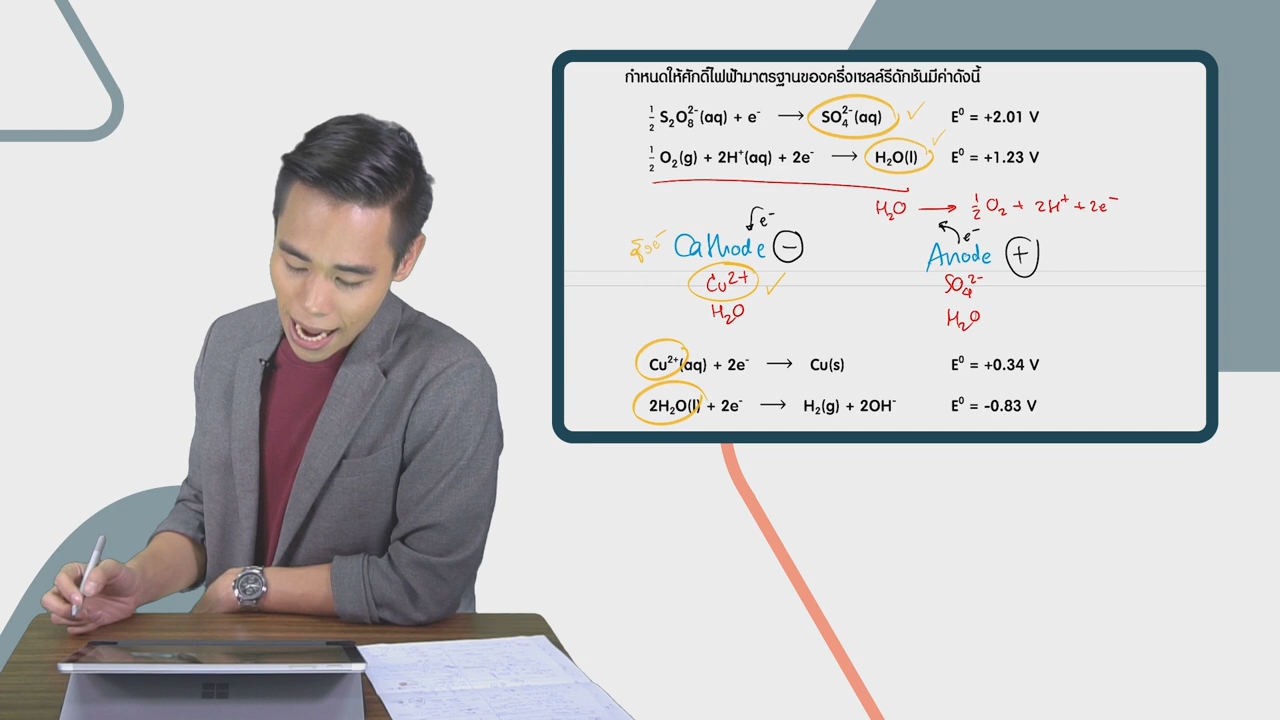 กำหนดให้ศักดิ์ไฟฟ้ามาตรฐานของครึ่งเซลล์รีดักชันมีค่าดังนี้
½ S₂O₈²⁻(aq) + e⁻ ⟶ SO₄²⁻(aq) ✓ E⁰ = +2.01 V
½ O₂(g) + 2H⁺(aq) + 2e⁻ ⟶ H₂O(l) ✓ E⁰ = +1.23 V
H₂O ⟶ ½ O₂ + 2H⁺ + 2e⁻
e⁻ e⁻
Cathode − Anode +
Cu²⁺ ✓ SO₄²⁻
H₂O H₂O
Cu²⁺(aq) + 2e⁻ ⟶ Cu(s) E⁰ = +0.34 V
2H₂O(l) + 2e⁻ ⟶ H₂(g) + 2OH⁻ E⁰ = -0.83 V